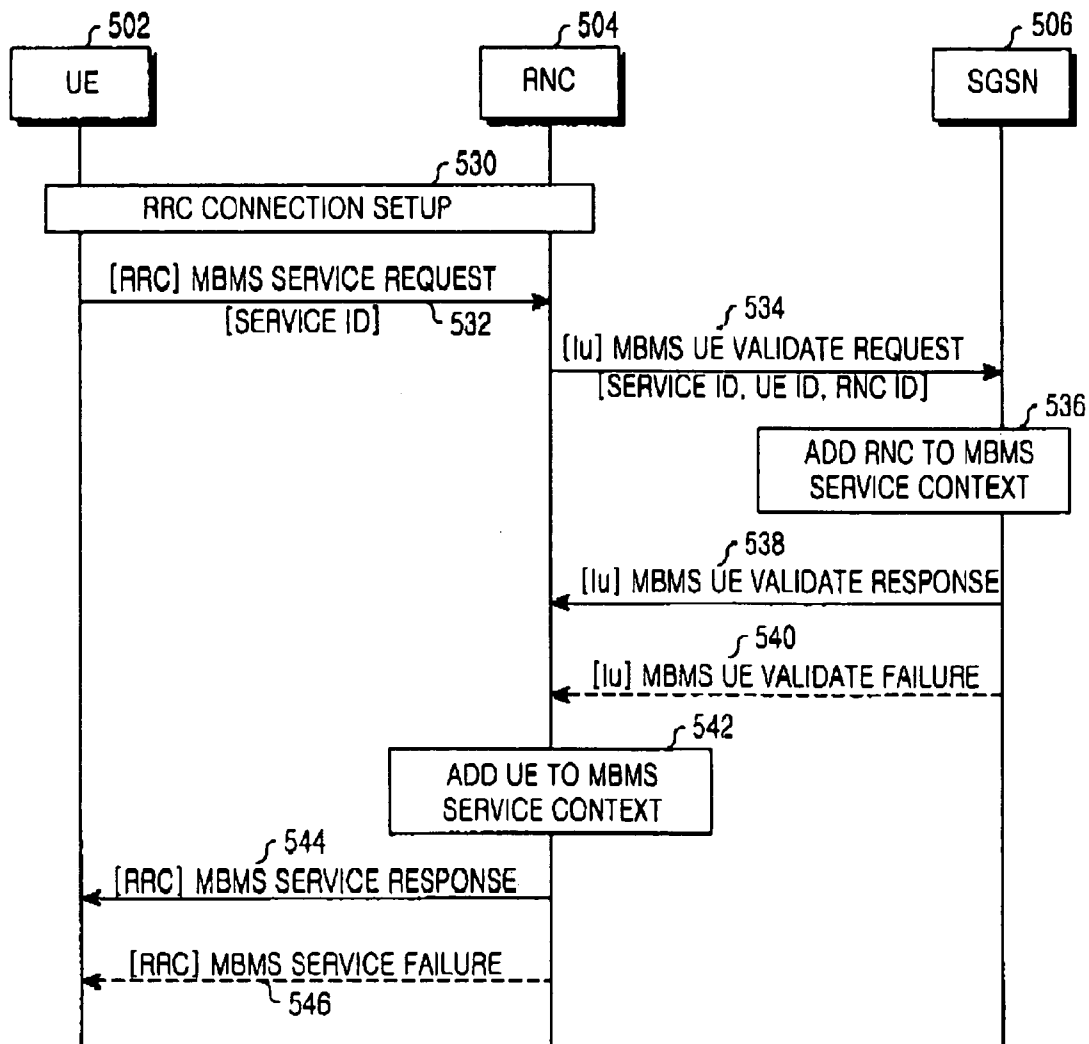 502
504
506
UE
RNC
SGSN
530
RRC CONNECTION SETUP
[RRC] MBMS SERVICE REQUEST
[SERVICE ID]
532
534
[Iu] MBMS UE VALIDATE REQUEST
[SERVICE ID, UE ID, RNC ID]
536
ADD RNC TO MBMS
SERVICE CONTEXT
538
[Iu] MBMS UE VALIDATE RESPONSE
540
[Iu] MBMS UE VALIDATE FAILURE
542
ADD UE TO MBMS
SERVICE CONTEXT
544
[RRC] MBMS SERVICE RESPONSE
[RRC] MBMS SERVICE FAILURE
546